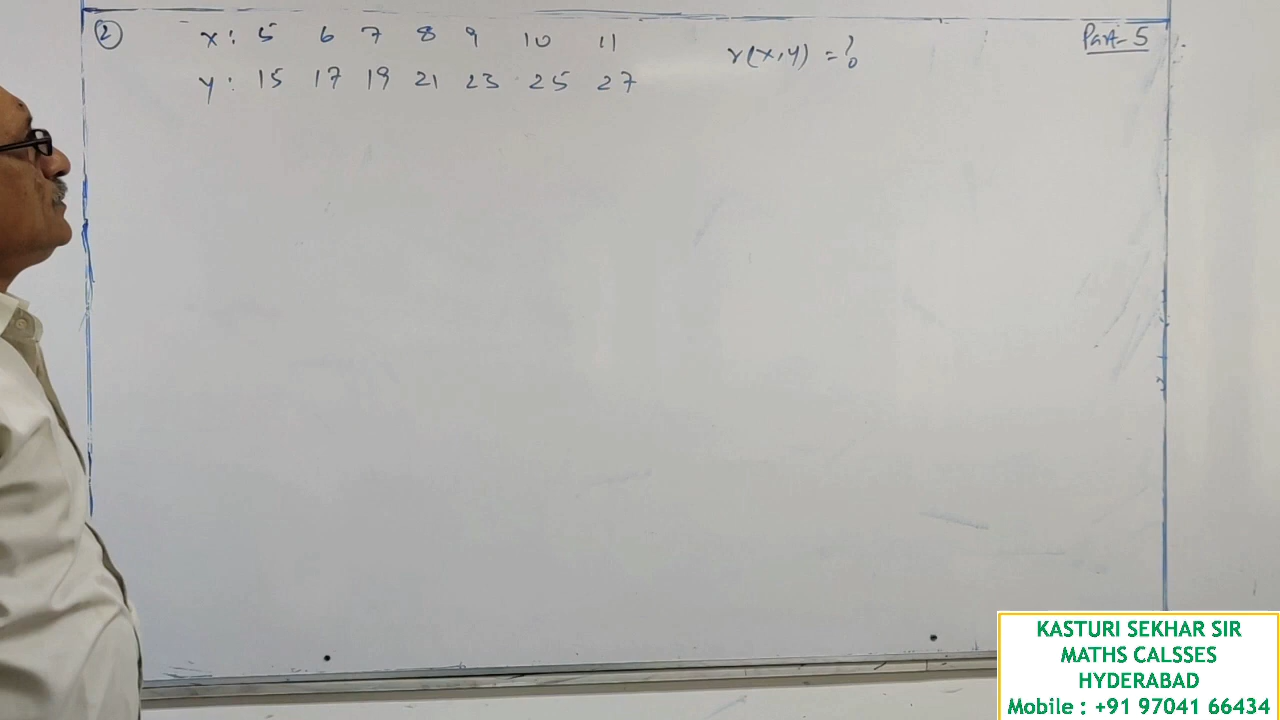 ② x: 5 6 7 8 9 10 11
r(x,y) = ?
Part-5
y: 15 17 19 21 23 25 27
KASTURI SEKHAR SIR
MATHS CALSSES
HYDERABAD
Mobile : +91 97041 66434